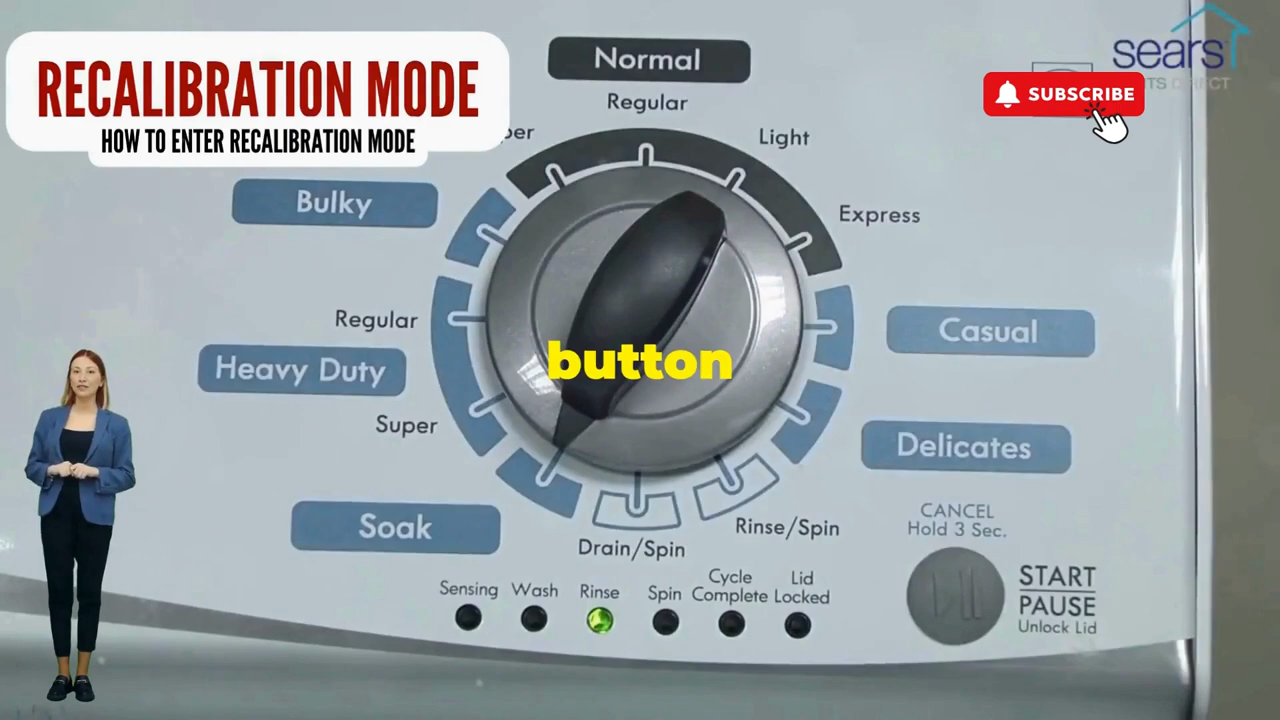 RECALIBRATION MODE
HOW TO ENTER RECALIBRATION MODE
sears
SUBSCRIBE
Normal
Regular
Light
Express
Bulky
Regular
Heavy Duty
Super
Soak
Casual
Delicates
Rinse/Spin
Drain/Spin
button
CANCEL
Hold 3 Sec.
START
PAUSE
Unlock Lid
Sensing
Wash
Rinse
Spin
Cycle
Complete
Lid
Locked